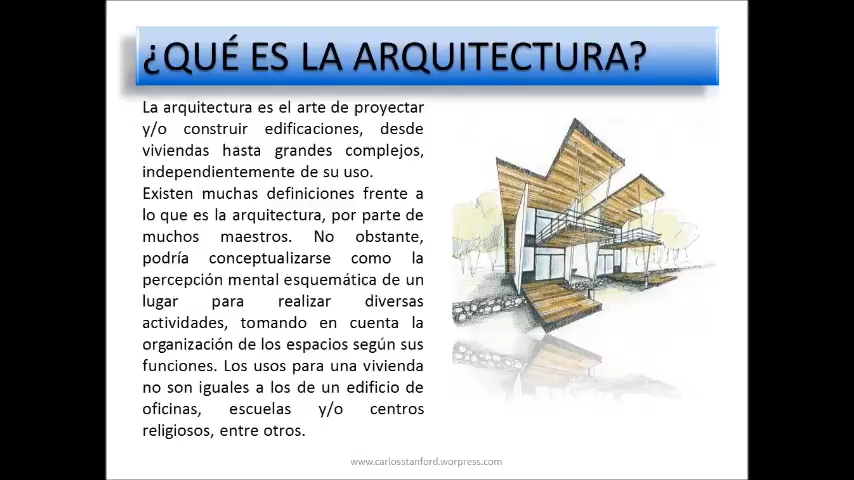 ¿QUÉ ES LA ARQUITECTURA?
La arquitectura es el arte de proyectar
y/o construir edificaciones, desde
viviendas hasta grandes complejos,
independientemente de su uso.
Existen muchas definiciones frente a
lo que es la arquitectura, por parte de
muchos maestros. No obstante,
podría conceptualizarse como la
percepción mental esquemática de un
lugar para realizar diversas
actividades, tomando en cuenta la
organización de los espacios según sus
funciones. Los usos para una vivienda
no son iguales a los de un edificio de
oficinas, escuelas y/o centros
religiosos, entre otros.
www.carlosstanford.worpress.com